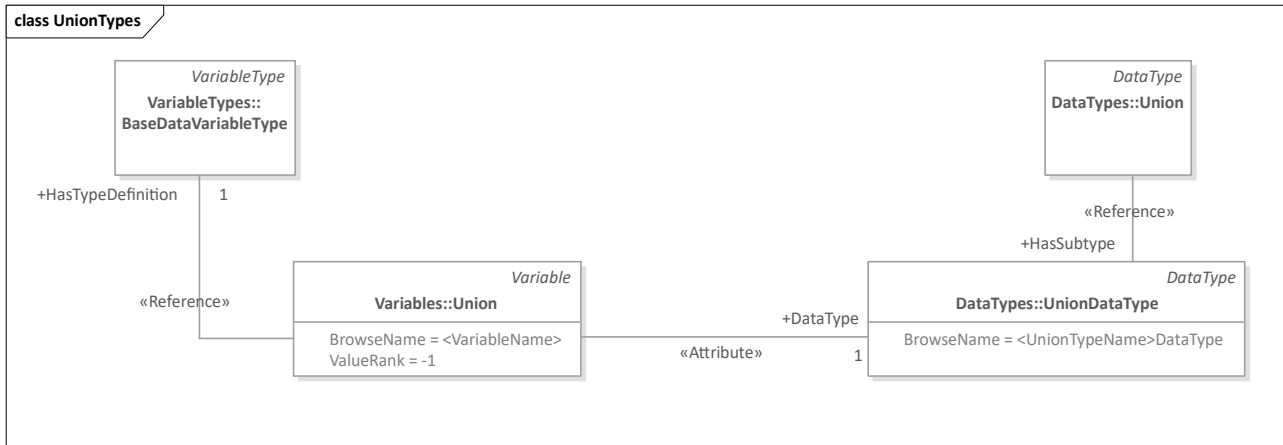 class UnionTypes
VariableType
VariableTypes::
BaseDataVariableType
DataType
DataTypes::Union
+HasTypeDefinition
1
«Reference»
+HasSubtype
«Reference»
Variable
Variables::Union
BrowseName = <VariableName>
ValueRank = -1
+DataType
«Attribute»
1
DataType
DataTypes::UnionDataType
BrowseName = <UnionTypeName>DataType